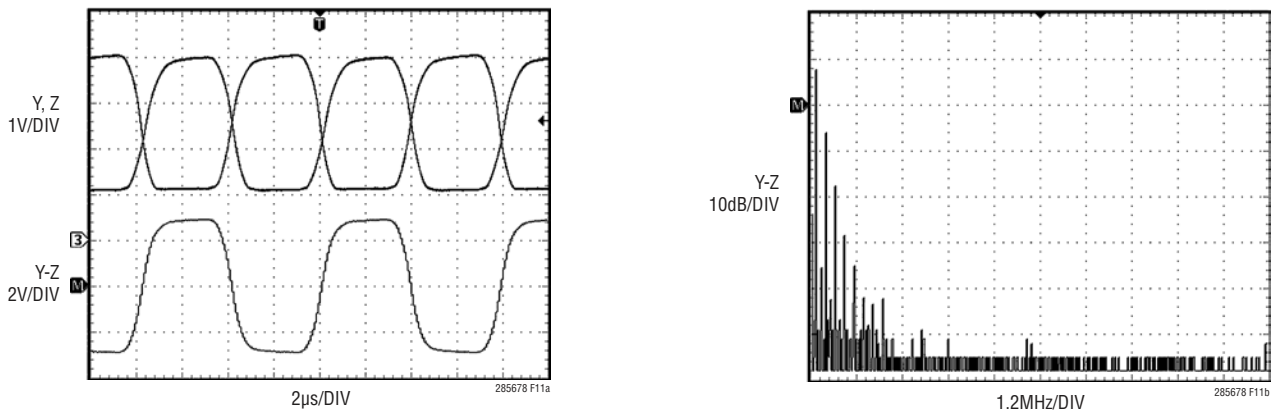 T
Y, Z
1V/DIV
3
Y-Z
2V/DIV
M
2µs/DIV
285678 F11a
M
Y-Z
10dB/DIV
1.2MHz/DIV
285678 F11b